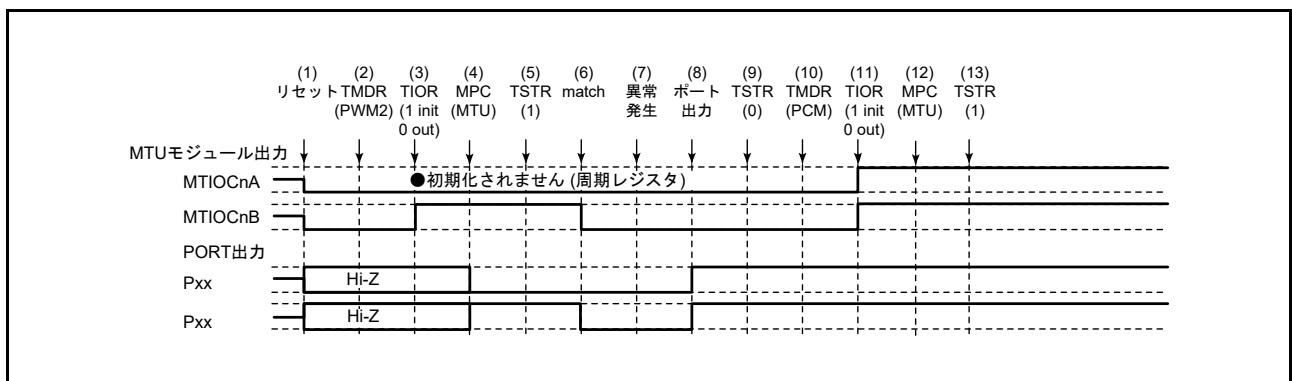 (1) (2) (3) (4) (5) (6) (7) (8) (9) (10) (11) (12) (13)
リセット TMDR TIOR MPC TSTR match 異常 ポート TSTR TMDR TIOR MPC TSTR
(PWM2) (1 init (MTU) (1) 発生 出力 (0) (PCM) (1 init (MTU) (1)
0 out) 0 out)
MTUモジュール出力
MTIOCnA ●初期化されません (周期レジスタ)
MTIOCnB
PORT出力
Pxx Hi-Z
Pxx Hi-Z